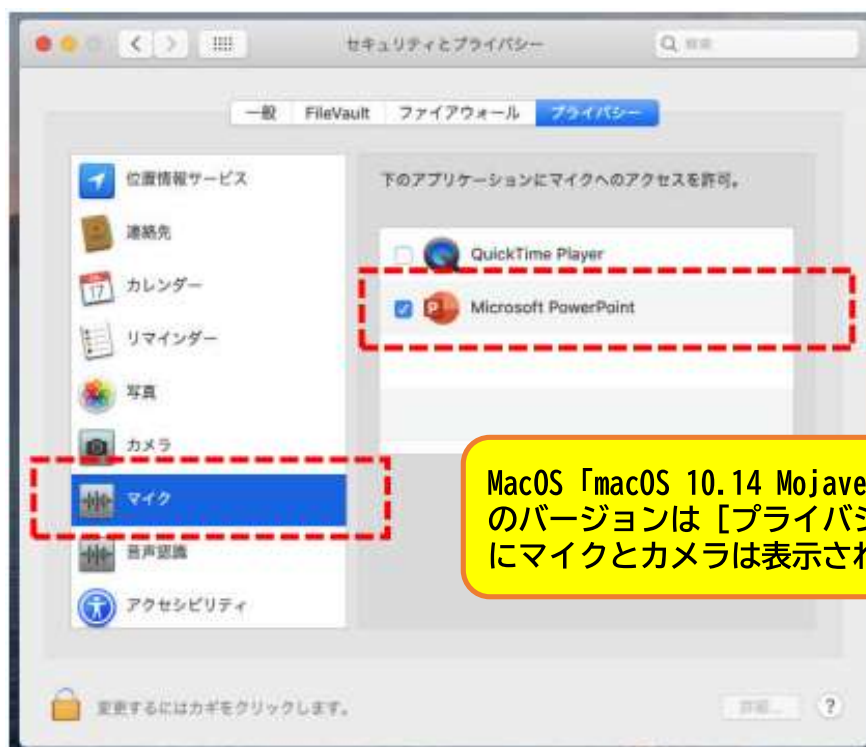 セキュリティとプライバシー
検索
一般 FileVault ファイアウォール プライバシー
位置情報サービス
連絡先
17
カレンダー
リマインダー
写真
カメラ
マイク
音声認識
アクセシビリティ
下のアプリケーションにマイクへのアクセスを許可。
QuickTime Player
Microsoft PowerPoint
MacOS「macOS 10.14 Mojave
のバージョンは［プライバシ
にマイクとカメラは表示され
変更するにはカギをクリックします。
詳細...
?